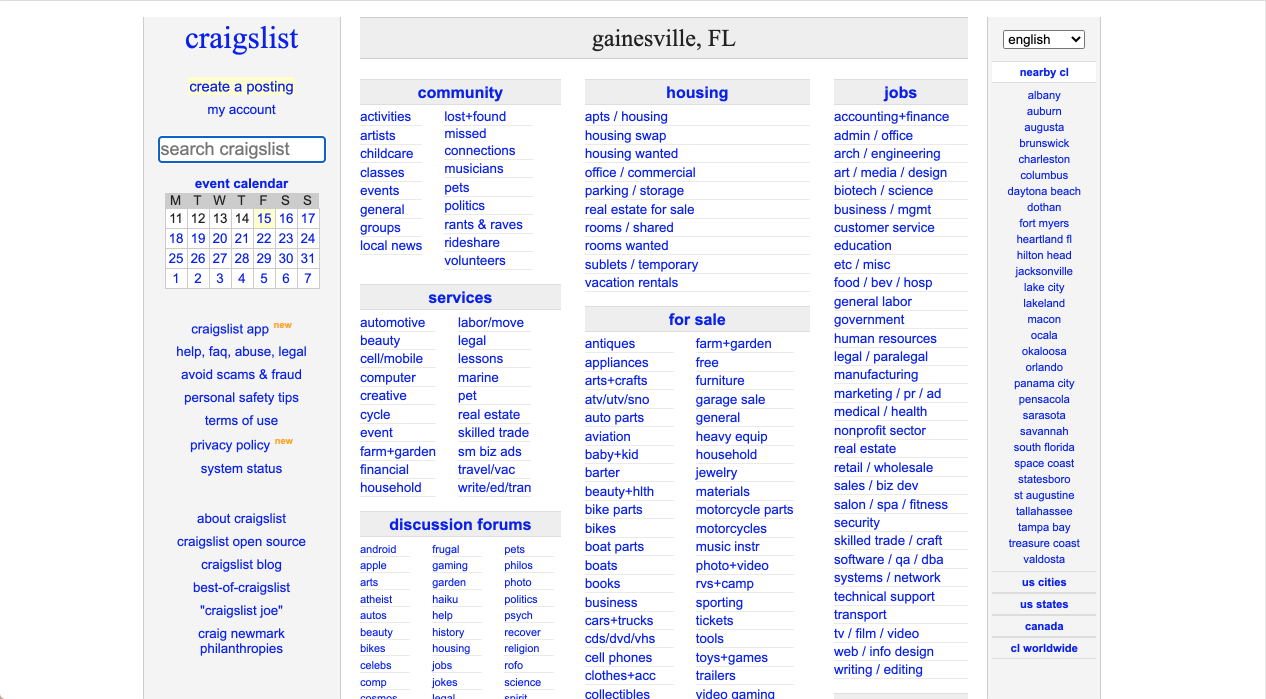 craigslist
create a posting
my account
search craigslist
event calendar
M T W T F S S
11 12 13 14 15 16 17
18 19 20 21 22 23 24
25 26 27 28 29 30 31
1 2 3 4 5 6 7
craigslist app new
help, faq, abuse, legal
avoid scams & fraud
personal safety tips
terms of use
privacy policy new
system status
about craigslist
craigslist open source
craigslist blog
best-of-craigslist
"craigslist joe"
craig newmark
philanthropies
gainesville, FL
community
activities
artists
childcare
classes
events
general
groups
local news
lost+found
missed
connections
musicians
pets
politics
rants & raves
rideshare
volunteers
services
automotive
beauty
cell/mobile
computer
creative
cycle
event
farm+garden
financial
household
labor/move
legal
lessons
marine
pet
real estate
skilled trade
sm biz ads
travel/vac
write/ed/tran
discussion forums
android
apple
arts
atheist
autos
beauty
bikes
celebs
comp
cosmos
frugal
gaming
garden
haiku
help
history
housing
jobs
jokes
legal
pets
philos
photo
politics
psych
recover
religion
rofo
science
spirit
housing
apts / housing
housing swap
housing wanted
office / commercial
parking / storage
real estate for sale
rooms / shared
rooms wanted
sublets / temporary
vacation rentals
for sale
antiques
appliances
arts+crafts
atv/utv/sno
auto parts
aviation
baby+kid
barter
beauty+hlth
bike parts
bikes
boat parts
boats
books
business
cars+trucks
cds/dvd/vhs
cell phones
clothes+acc
collectibles
farm+garden
free
furniture
garage sale
general
heavy equip
household
jewelry
materials
motorcycle parts
motorcycles
music instr
photo+video
rvs+camp
sporting
tickets
tools
toys+games
trailers
video gaming
jobs
accounting+finance
admin / office
arch / engineering
art / media / design
biotech / science
business / mgmt
customer service
education
etc / misc
food / bev / hosp
general labor
government
human resources
legal / paralegal
manufacturing
marketing / pr / ad
medical / health
nonprofit sector
real estate
retail / wholesale
sales / biz dev
salon / spa / fitness
security
skilled trade / craft
software / qa / dba
systems / network
technical support
transport
tv / film / video
web / info design
writing / editing
english
nearby cl
albany
auburn
augusta
brunswick
charleston
columbus
daytona beach
dothan
fort myers
heartland fl
hilton head
jacksonville
lake city
lakeland
macon
ocala
okaloosa
orlando
panama city
pensacola
sarasota
savannah
south florida
space coast
statesboro
st augustine
tallahassee
tampa bay
treasure coast
valdosta
us cities
us states
canada
cl worldwide